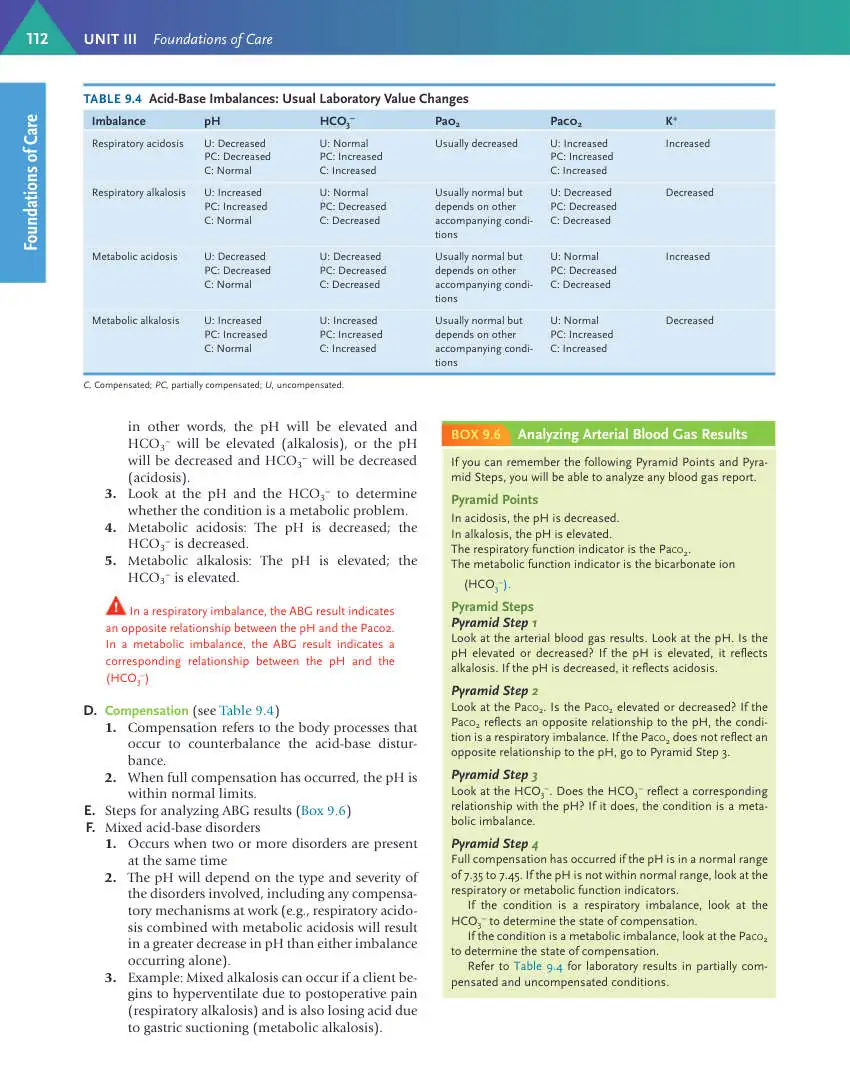 112 UNIT III Foundations of Care
Foundations of Care
TABLE 9.4 Acid-Base Imbalances: Usual Laboratory Value Changes
Imbalance pH HCO₃⁻ Pao₂ Paco₂ K⁺
Respiratory acidosis U: Decreased U: Normal Usually decreased U: Increased Increased
PC: Decreased PC: Increased PC: Increased
C: Normal C: Increased C: Increased
Respiratory alkalosis U: Increased U: Normal Usually normal but U: Decreased Decreased
PC: Increased PC: Decreased depends on other PC: Decreased
C: Normal C: Decreased accompanying condi- C: Decreased
tions
Metabolic acidosis U: Decreased U: Decreased Usually normal but U: Normal Increased
PC: Decreased PC: Decreased depends on other PC: Decreased
C: Normal C: Decreased accompanying condi- C: Decreased
tions
Metabolic alkalosis U: Increased U: Increased Usually normal but U: Normal Decreased
PC: Increased PC: Increased depends on other PC: Increased
C: Normal C: Increased accompanying condi- C: Increased
tions
C, Compensated; PC, partially compensated; U, uncompensated.
in other words, the pH will be elevated and
HCO₃⁻ will be elevated (alkalosis), or the pH
will be decreased and HCO₃⁻ will be decreased
(acidosis).
3. Look at the pH and the HCO₃⁻ to determine
whether the condition is a metabolic problem.
4. Metabolic acidosis: The pH is decreased; the
HCO₃⁻ is decreased.
5. Metabolic alkalosis: The pH is elevated; the
HCO₃⁻ is elevated.
! In a respiratory imbalance, the ABG result indicates
an opposite relationship between the pH and the Paco2.
In a metabolic imbalance, the ABG result indicates a
corresponding relationship between the pH and the
(HCO₃⁻)
D. Compensation (see Table 9.4)
1. Compensation refers to the body processes that
occur to counterbalance the acid-base distur-
bance.
2. When full compensation has occurred, the pH is
within normal limits.
E. Steps for analyzing ABG results (Box 9.6)
F. Mixed acid-base disorders
1. Occurs when two or more disorders are present
at the same time
2. The pH will depend on the type and severity of
the disorders involved, including any compensa-
tory mechanisms at work (e.g., respiratory acido-
sis combined with metabolic acidosis will result
in a greater decrease in pH than either imbalance
occurring alone).
3. Example: Mixed alkalosis can occur if a client be-
gins to hyperventilate due to postoperative pain
(respiratory alkalosis) and is also losing acid due
to gastric suctioning (metabolic alkalosis).
BOX 9.6 Analyzing Arterial Blood Gas Results
If you can remember the following Pyramid Points and Pyra-
mid Steps, you will be able to analyze any blood gas report.
Pyramid Points
In acidosis, the pH is decreased.
In alkalosis, the pH is elevated.
The respiratory function indicator is the Paco₂.
The metabolic function indicator is the bicarbonate ion
(HCO₃⁻).
Pyramid Steps
Pyramid Step 1
Look at the arterial blood gas results. Look at the pH. Is the
pH elevated or decreased? If the pH is elevated, it reflects
alkalosis. If the pH is decreased, it reflects acidosis.
Pyramid Step 2
Look at the Paco₂. Is the Paco₂ elevated or decreased? If the
Paco₂ reflects an opposite relationship to the pH, the condi-
tion is a respiratory imbalance. If the Paco₂ does not reflect an
opposite relationship to the pH, go to Pyramid Step 3.
Pyramid Step 3
Look at the HCO₃⁻. Does the HCO₃⁻ reflect a corresponding
relationship with the pH? If it does, the condition is a meta-
bolic imbalance.
Pyramid Step 4
Full compensation has occurred if the pH is in a normal range
of 7.35 to 7.45. If the pH is not within normal range, look at the
respiratory or metabolic function indicators.
If the condition is a respiratory imbalance, look at the
HCO₃⁻ to determine the state of compensation.
If the condition is a metabolic imbalance, look at the Paco₂
to determine the state of compensation.
Refer to Table 9.4 for laboratory results in partially com-
pensated and uncompensated conditions.